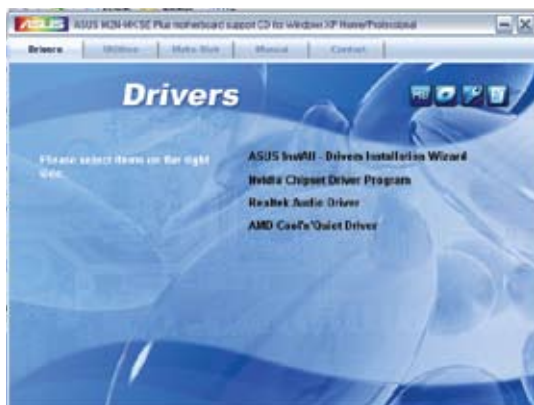 ASUS M2N-MX SE Plus motherboard support CD for Windows XP Home/Professional
Drivers Utilities Make Disk Manual Contact
Drivers
Please select items on the right
side.
ASUS InstAll - Drivers Installation Wizard
Nvidia Chipset Driver Program
Realtek Audio Driver
AMD Cool'n'Quiet Driver